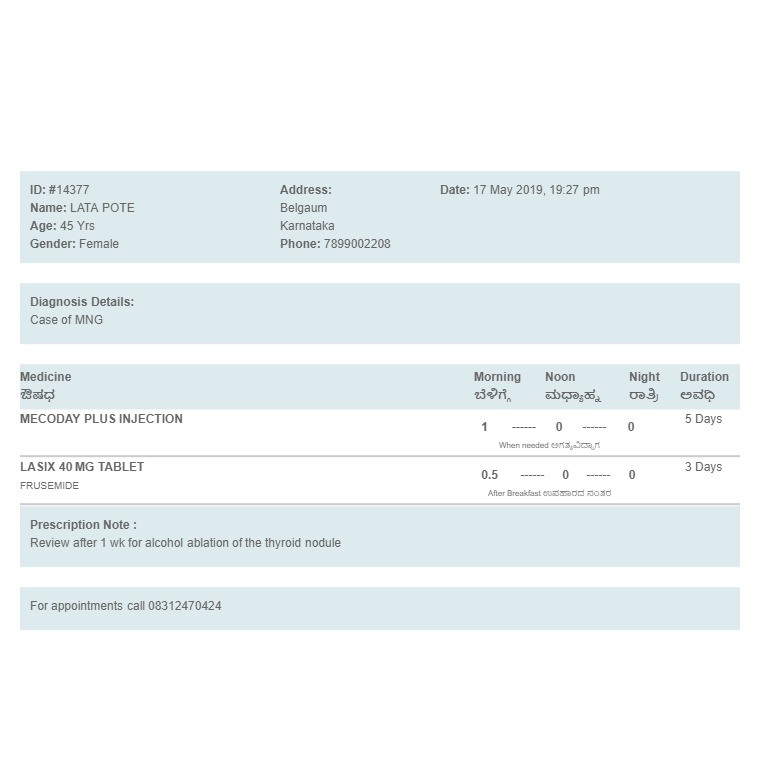 ID: #14377
Name: LATA POTE
Age: 45 Yrs
Gender: Female
Address:
Belgaum
Karnataka
Phone: 7899002208
Date: 17 May 2019, 19:27 pm
Diagnosis Details:
Case of MNG
Medicine Morning Noon Night Duration
ಔಷಧ ಬೆಳಿಗ್ಗೆ ಮಧ್ಯಾಹ್ನ ರಾತ್ರಿ ಅವಧಿ
MECODAY PLUS INJECTION 1 ------ 0 ------ 0 5 Days
When needed ಅಗತ್ಯವಿದ್ದಾಗ
LASIX 40 MG TABLET 0.5 ------ 0 ------ 0 3 Days
FRUSEMIDE
After Breakfast ಉಪಹಾರದ ನಂತರ
Prescription Note :
Review after 1 wk for alcohol ablation of the thyroid nodule
For appointments call 08312470424